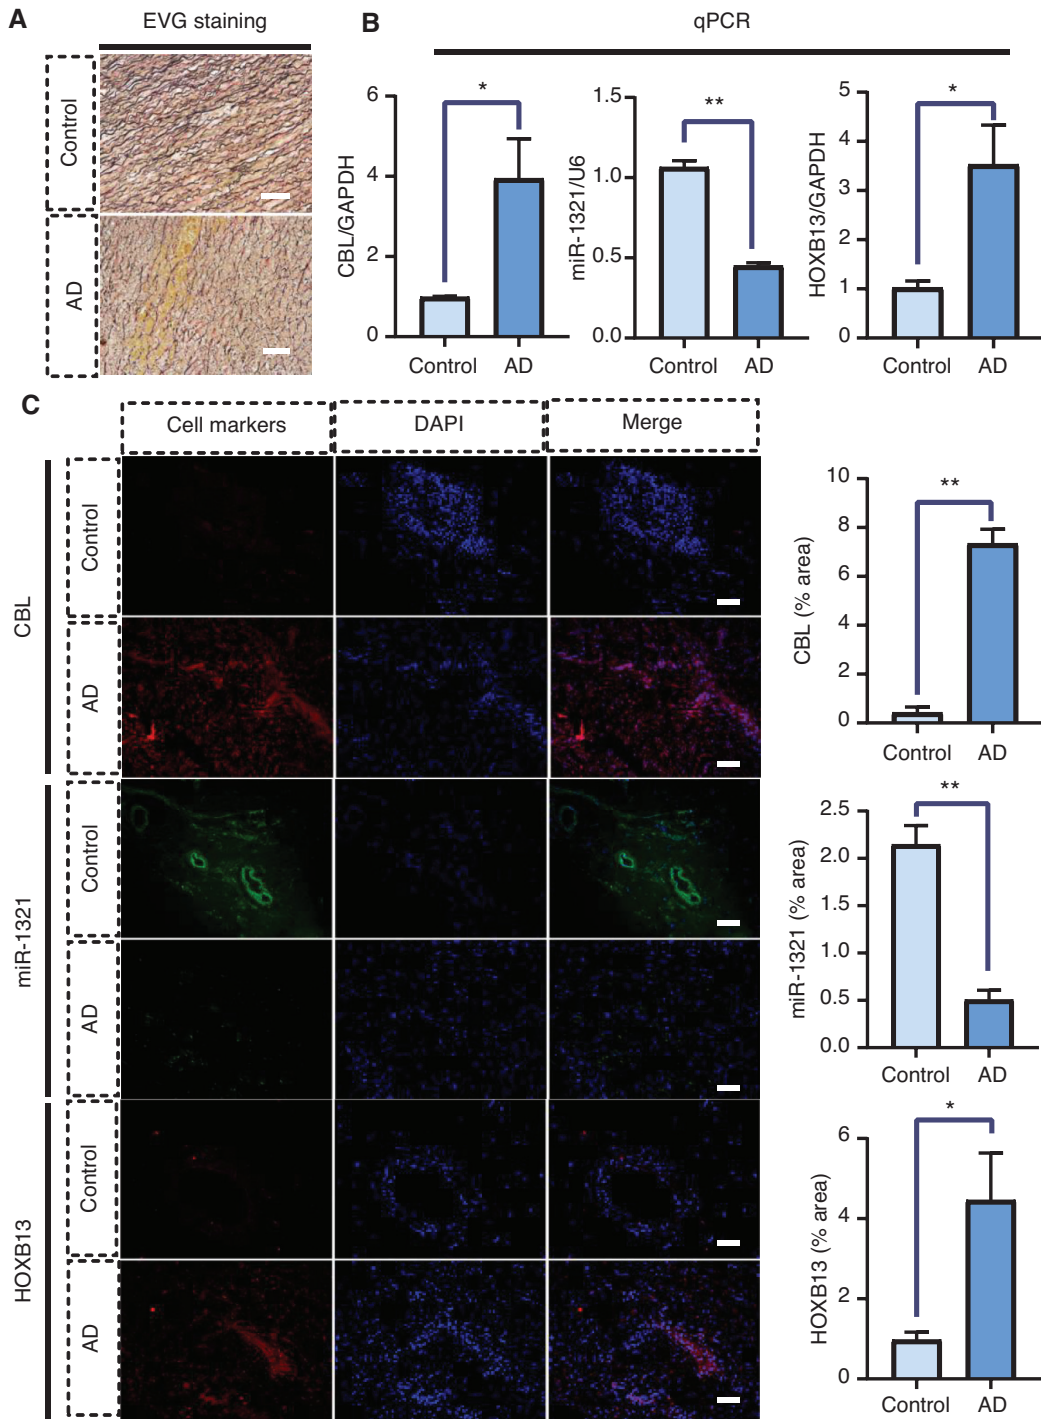 A
EVG staining
Control
AD
B
qPCR
CBL/GAPDH
6
4
2
0
*
Control
AD
miR-1321/U6
1.5
1.0
0.5
0.0
**
Control
AD
HOXB13/GAPDH
5
4
3
2
1
0
*
Control
AD
C
Cell markers
DAPI
Merge
CBL
Control
AD
miR-1321
Control
AD
HOXB13
Control
AD
CBL (% area)
10
8
6
4
2
0
**
Control
AD
miR-1321 (% area)
2.5
2.0
1.5
1.0
0.5
0.0
**
Control
AD
HOXB13 (% area)
6
4
2
0
*
Control
AD